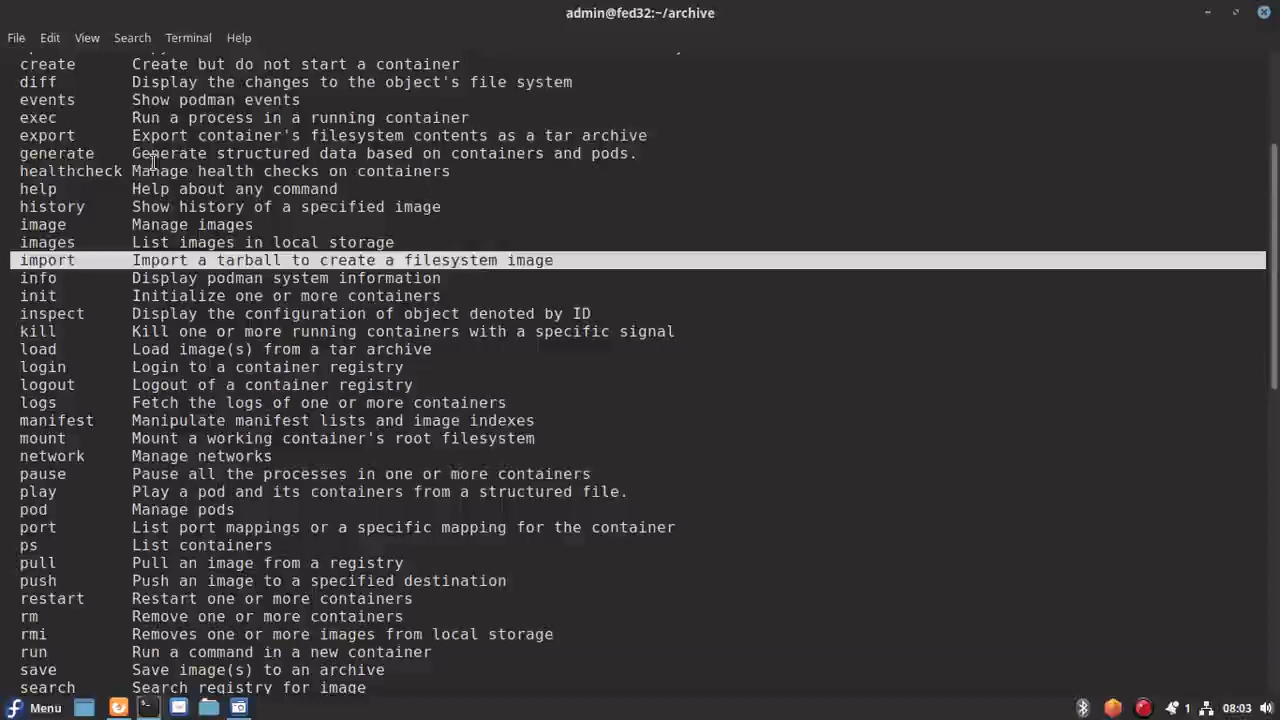 admin@fed32:~/archive
File Edit View Search Terminal Help
create Create but do not start a container
diff Display the changes to the object's file system
events Show podman events
exec Run a process in a running container
export Export container's filesystem contents as a tar archive
generate Generate structured data based on containers and pods.
healthcheck Manage health checks on containers
help Help about any command
history Show history of a specified image
image Manage images
images List images in local storage
import Import a tarball to create a filesystem image
info Display podman system information
init Initialize one or more containers
inspect Display the configuration of object denoted by ID
kill Kill one or more running containers with a specific signal
load Load image(s) from a tar archive
login Login to a container registry
logout Logout of a container registry
logs Fetch the logs of one or more containers
manifest Manipulate manifest lists and image indexes
mount Mount a working container's root filesystem
network Manage networks
pause Pause all the processes in one or more containers
play Play a pod and its containers from a structured file.
pod Manage pods
port List port mappings or a specific mapping for the container
ps List containers
pull Pull an image from a registry
push Push an image to a specified destination
restart Restart one or more containers
rm Remove one or more containers
rmi Removes one or more images from local storage
run Run a command in a new container
save Save image(s) to an archive
search Search registry for image
Menu 1 08:03